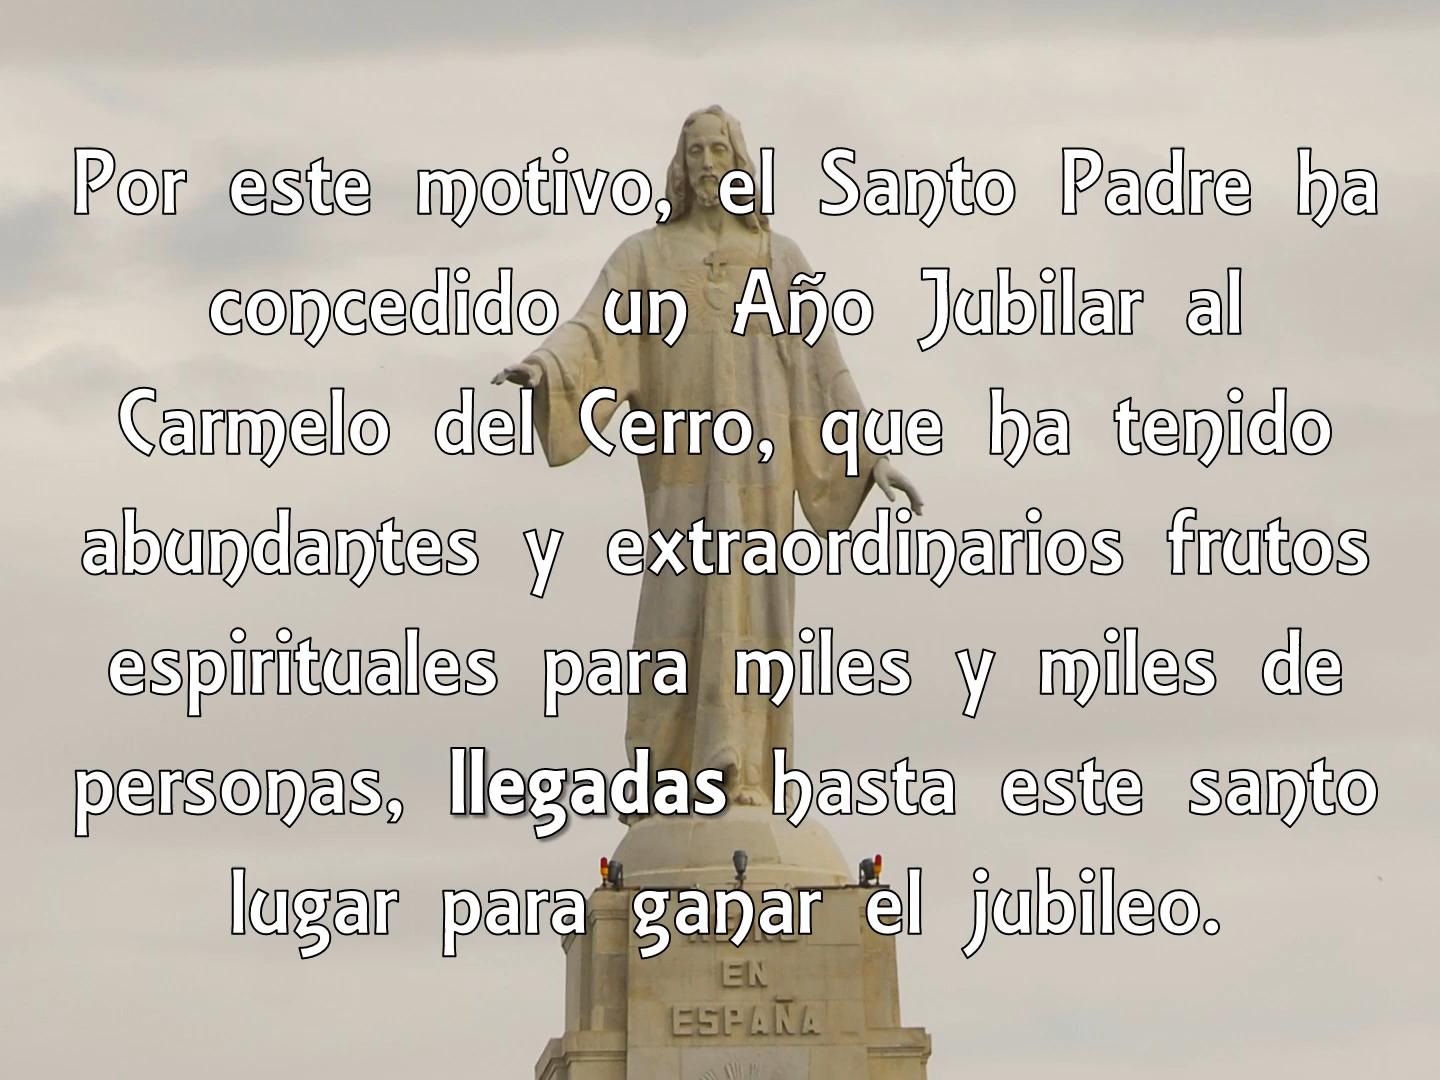 Por este motivo, el Santo Padre ha
concedido un Año Jubilar al
Carmelo del Cerro, que ha tenido
abundantes y extraordinarios frutos
espirituales para miles y miles de
personas, llegadas hasta este santo
lugar para ganar el jubileo.
EN
ESPAÑA